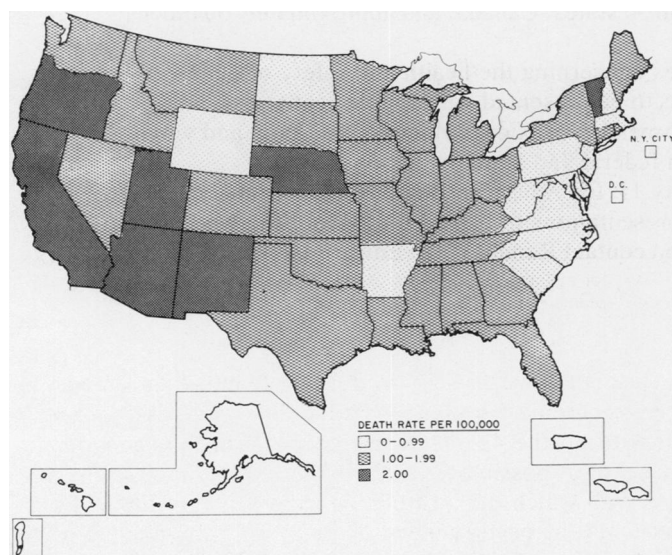 N.Y. CITY
D.C.
DEATH RATE PER 100,000
0-0.99
1.00-1.99
2.00